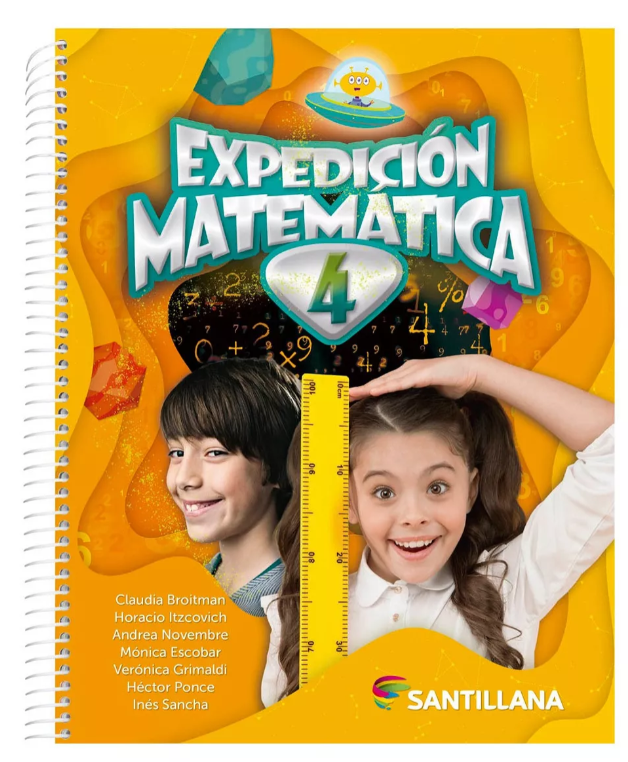 EXPEDICIÓN
MATEMÁTICA
4
Claudia Broitman
Horacio Itzcovich
Andrea Novembre
Mónica Escobar
Verónica Grimaldi
Héctor Ponce
Inés Sancha
SANTILLANA